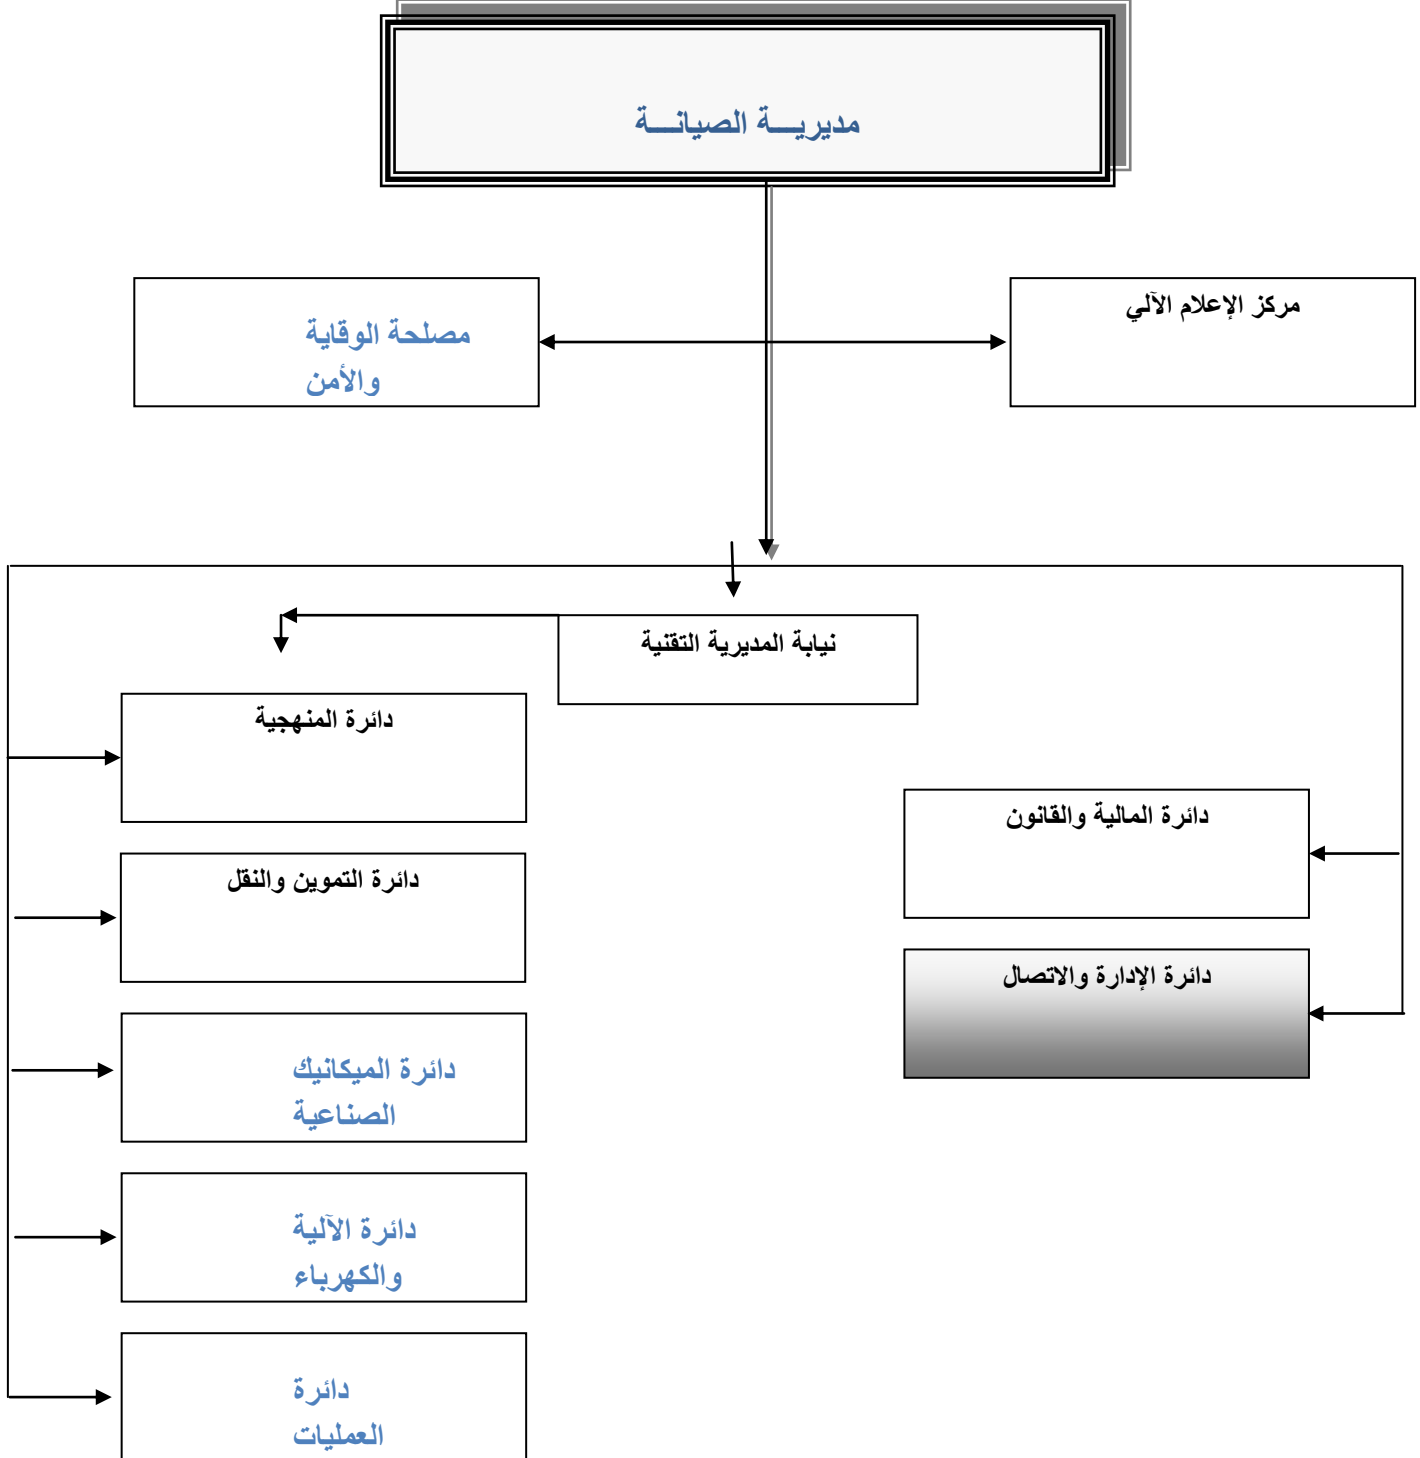 مديريـــة الصيانـــة
مركز الإعلام الآلي
مصلحة الوقاية
والأمن
نيابة المديرية التقنية
دائرة المنهجية
دائرة المالية والقانون
دائرة التموين والنقل
دائرة الإدارة والاتصال
دائرة الميكانيك
الصناعية
دائرة الآلية
والكهرباء
دائرة
العمليات